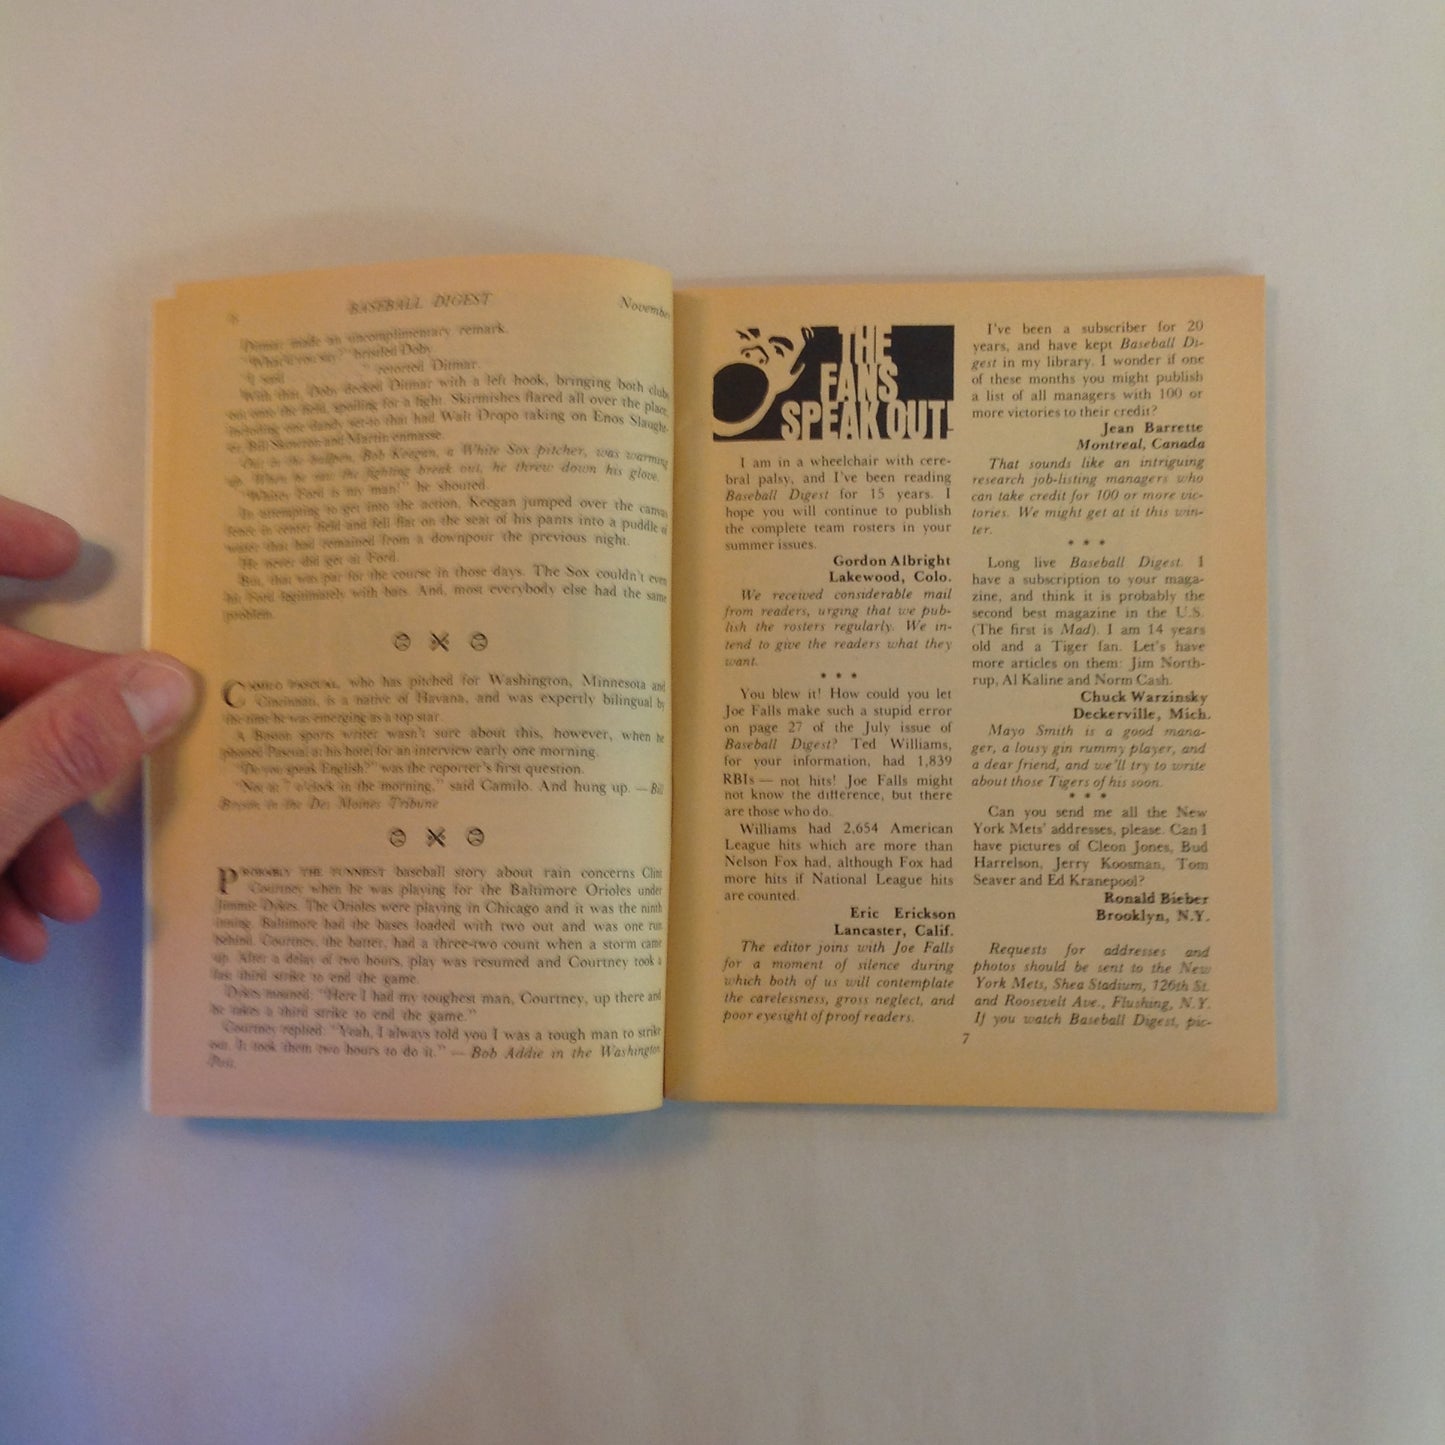 BASEBALL DIGEST
November
Ditmar made an uncomplimentary remark.
"What'd you say?" bristled Doby.
"I said " retorted Ditmar.
With that, Doby decked Ditmar with a left hook, bringing both clubs
out onto the field, spoiling for a fight. Skirmishes flared all over the place,
including one dandy set-to that had Walt Dropo taking on Enos Slaugh-
er, Bill Skowron and Martin enmasse.
Out in the bullpen, Bob Keegan, a White Sox pitcher, was warming
up. When he saw the fighting break out, he threw down his glove.
"Whitey Ford is my man!" he shouted.
In attempting to get into the action, Keegan jumped over the canvas
fence in center field and fell flat on the seat of his pants into a puddle of
water that had remained from a downpour the previous night.
He never did get at Ford.
But, that was par for the course in those days. The Sox couldn't even
hit Ford legitimately with bats. And, most everybody else had the same
problem.
CAMILO PASCUAL, who has pitched for Washington, Minnesota and
Cincinnati, is a native of Havana, and was expertly bilingual by
the time he was emerging as a top star.
A Boston sports writer wasn't sure about this, however, when he
phoned Pascual at his hotel for an interview early one morning.
"Do you speak English?" was the reporter's first question.
"Not at 7 o'clock in the morning," said Camilo. And hung up. — Bill
Bryson in the Des Moines Tribune
PROBABLY THE FUNNIEST baseball story about rain concerns Clint
Courtney when he was playing for the Baltimore Orioles under
Jimmie Dykes. The Orioles were playing in Chicago and it was the ninth
inning. Baltimore had the bases loaded with two out and was one run
behind. Courtney, the batter, had a three-two count when a storm came
up. After a delay of two hours, play was resumed and Courtney took a
fast third strike to end the game.
Dykes moaned: "Here I had my toughest man, Courtney, up there and
he takes a third strike to end the game."
Courtney replied: "Yeah, I always told you I was a tough man to strike
out. It took them two hours to do it." — Bob Addie in the Washington
Post.
THE
FANS
SPEAK OUT!
I am in a wheelchair with cere-
bral palsy, and I've been reading
Baseball Digest for 15 years. I
hope you will continue to publish
the complete team rosters in your
summer issues.
Gordon Albright
Lakewood, Colo.
We received considerable mail
from readers, urging that we pub-
lish the rosters regularly. We in-
tend to give the readers what they
want.
* * *
You blew it! How could you let
Joe Falls make such a stupid error
on page 27 of the July issue of
Baseball Digest? Ted Williams,
for your information, had 1,839
RBIs — not hits! Joe Falls might
not know the difference, but there
are those who do.
Williams had 2,654 American
League hits which are more than
Nelson Fox had, although Fox had
more hits if National League hits
are counted.
Eric Erickson
Lancaster, Calif.
The editor joins with Joe Falls
for a moment of silence during
which both of us will contemplate
the carelessness, gross neglect, and
poor eyesight of proof readers.
I've been a subscriber for 20
years, and have kept Baseball Di-
gest in my library. I wonder if one
of these months you might publish
a list of all managers with 100 or
more victories to their credit?
Jean Barrette
Montreal, Canada
That sounds like an intriguing
research job-listing managers who
can take credit for 100 or more vic-
tories. We might get at it this win-
ter.
* * *
Long live Baseball Digest. I
have a subscription to your maga-
zine, and think it is probably the
second best magazine in the U.S.
(The first is Mad). I am 14 years
old and a Tiger fan. Let's have
more articles on them: Jim North-
rup, Al Kaline and Norm Cash.
Chuck Warzinsky
Deckerville, Mich.
Mayo Smith is a good mana-
ger, a lousy gin rummy player, and
a dear friend, and we'll try to write
about those Tigers of his soon.
* * *
Can you send me all the New
York Mets' addresses, please. Can I
have pictures of Cleon Jones, Bud
Harrelson, Jerry Koosman, Tom
Seaver and Ed Kranepool?
Ronald Bieber
Brooklyn, N.Y.
Requests for addresses and
photos should be sent to the New
York Mets, Shea Stadium, 126th St.
and Roosevelt Ave., Flushing, N.Y.
If you watch Baseball Digest, pic-
7